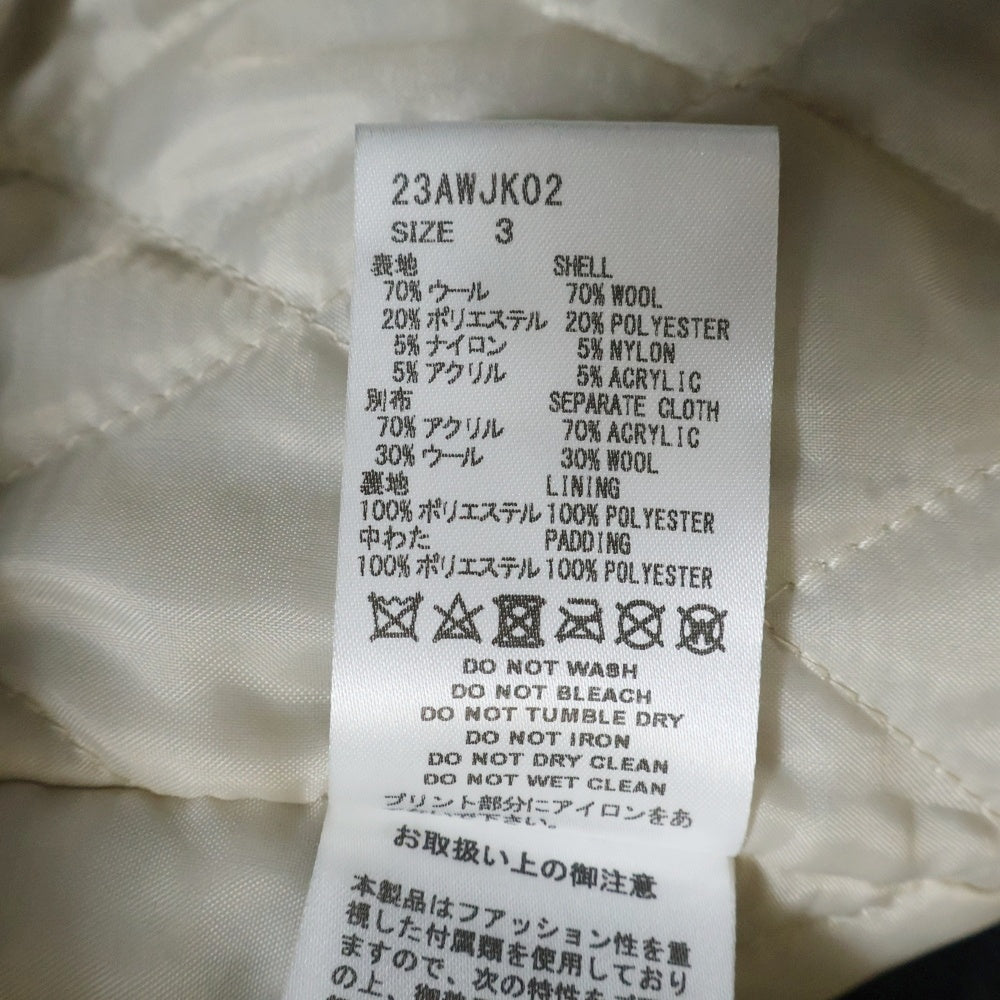 23AWJK02
SIZE 3
表地 SHELL
70% ウール 70% WOOL
20% ポリエステル 20% POLYESTER
5% ナイロン 5% NYLON
5% アクリル 5% ACRYLIC
別布 SEPARATE CLOTH
70% アクリル 70% ACRYLIC
30% ウール 30% WOOL
裏地 LINING
100% ポリエステル 100% POLYESTER
中わた PADDING
100% ポリエステル 100% POLYESTER
W
DO NOT WASH
DO NOT BLEACH
DO NOT TUMBLE DRY
DO NOT IRON
DO NOT DRY CLEAN
DO NOT WET CLEAN
プリント部分にアイロンをあ
下さい。
お取扱い上の御注意
本製品はファッション性を重
視した付属類を使用しており
ますので、次の特性を
の上、